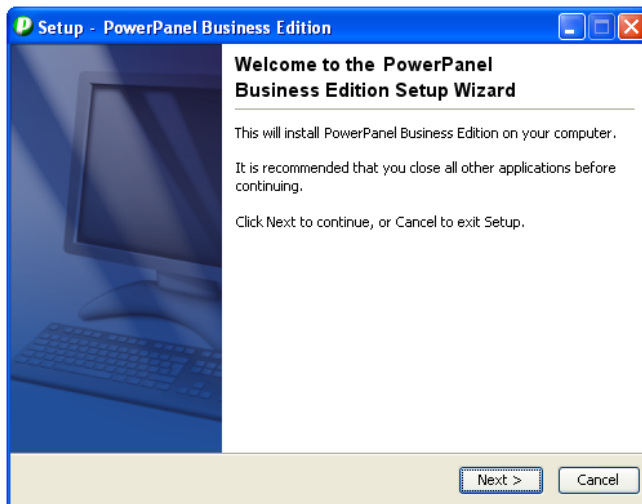 Setup - PowerPanel Business Edition
Welcome to the PowerPanel
Business Edition Setup Wizard
This will install PowerPanel Business Edition on your computer.
It is recommended that you close all other applications before
continuing.
Click Next to continue, or Cancel to exit Setup.
Next >
Cancel